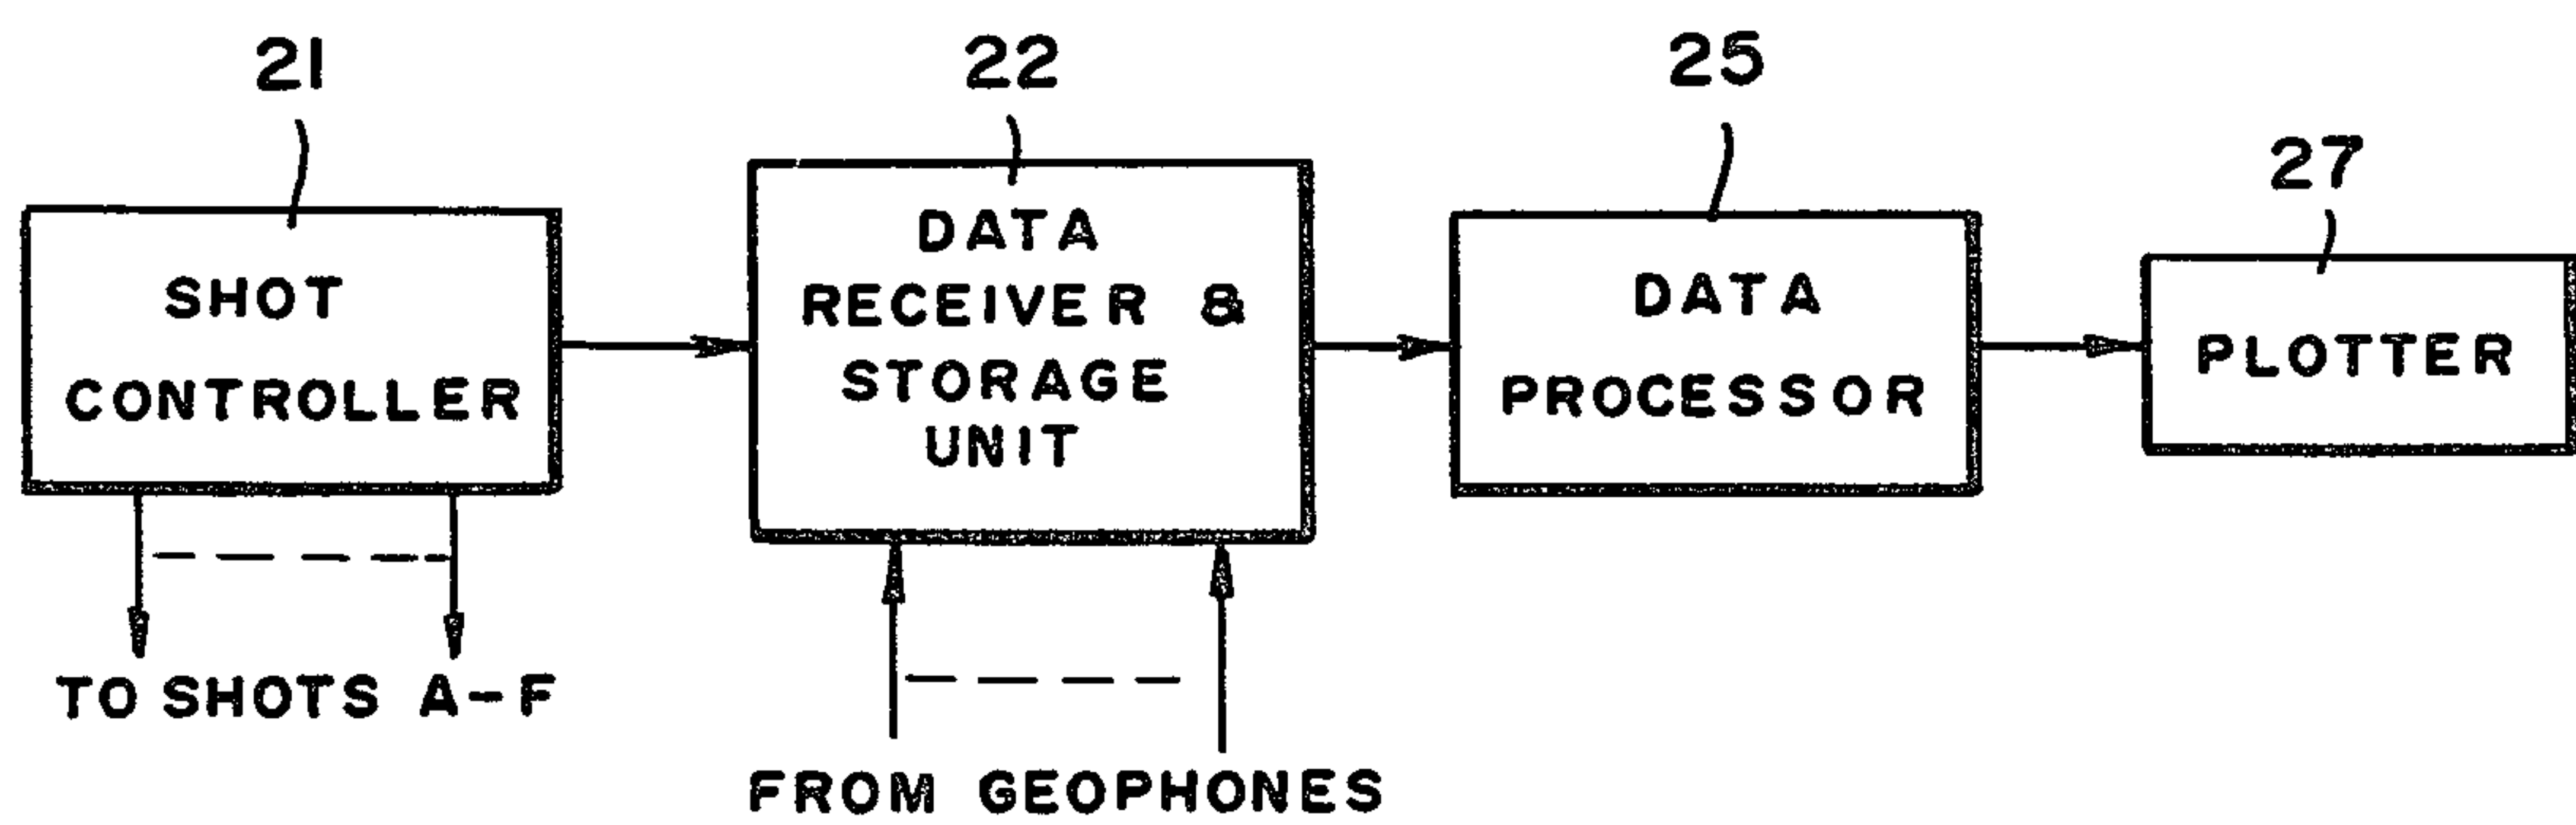 21
22
25
27
SHOT
CONTROLLER
DATA
RECEIVER &
STORAGE
UNIT
DATA
PROCESSOR
PLOTTER
TO SHOTS A-F
FROM GEOPHONES